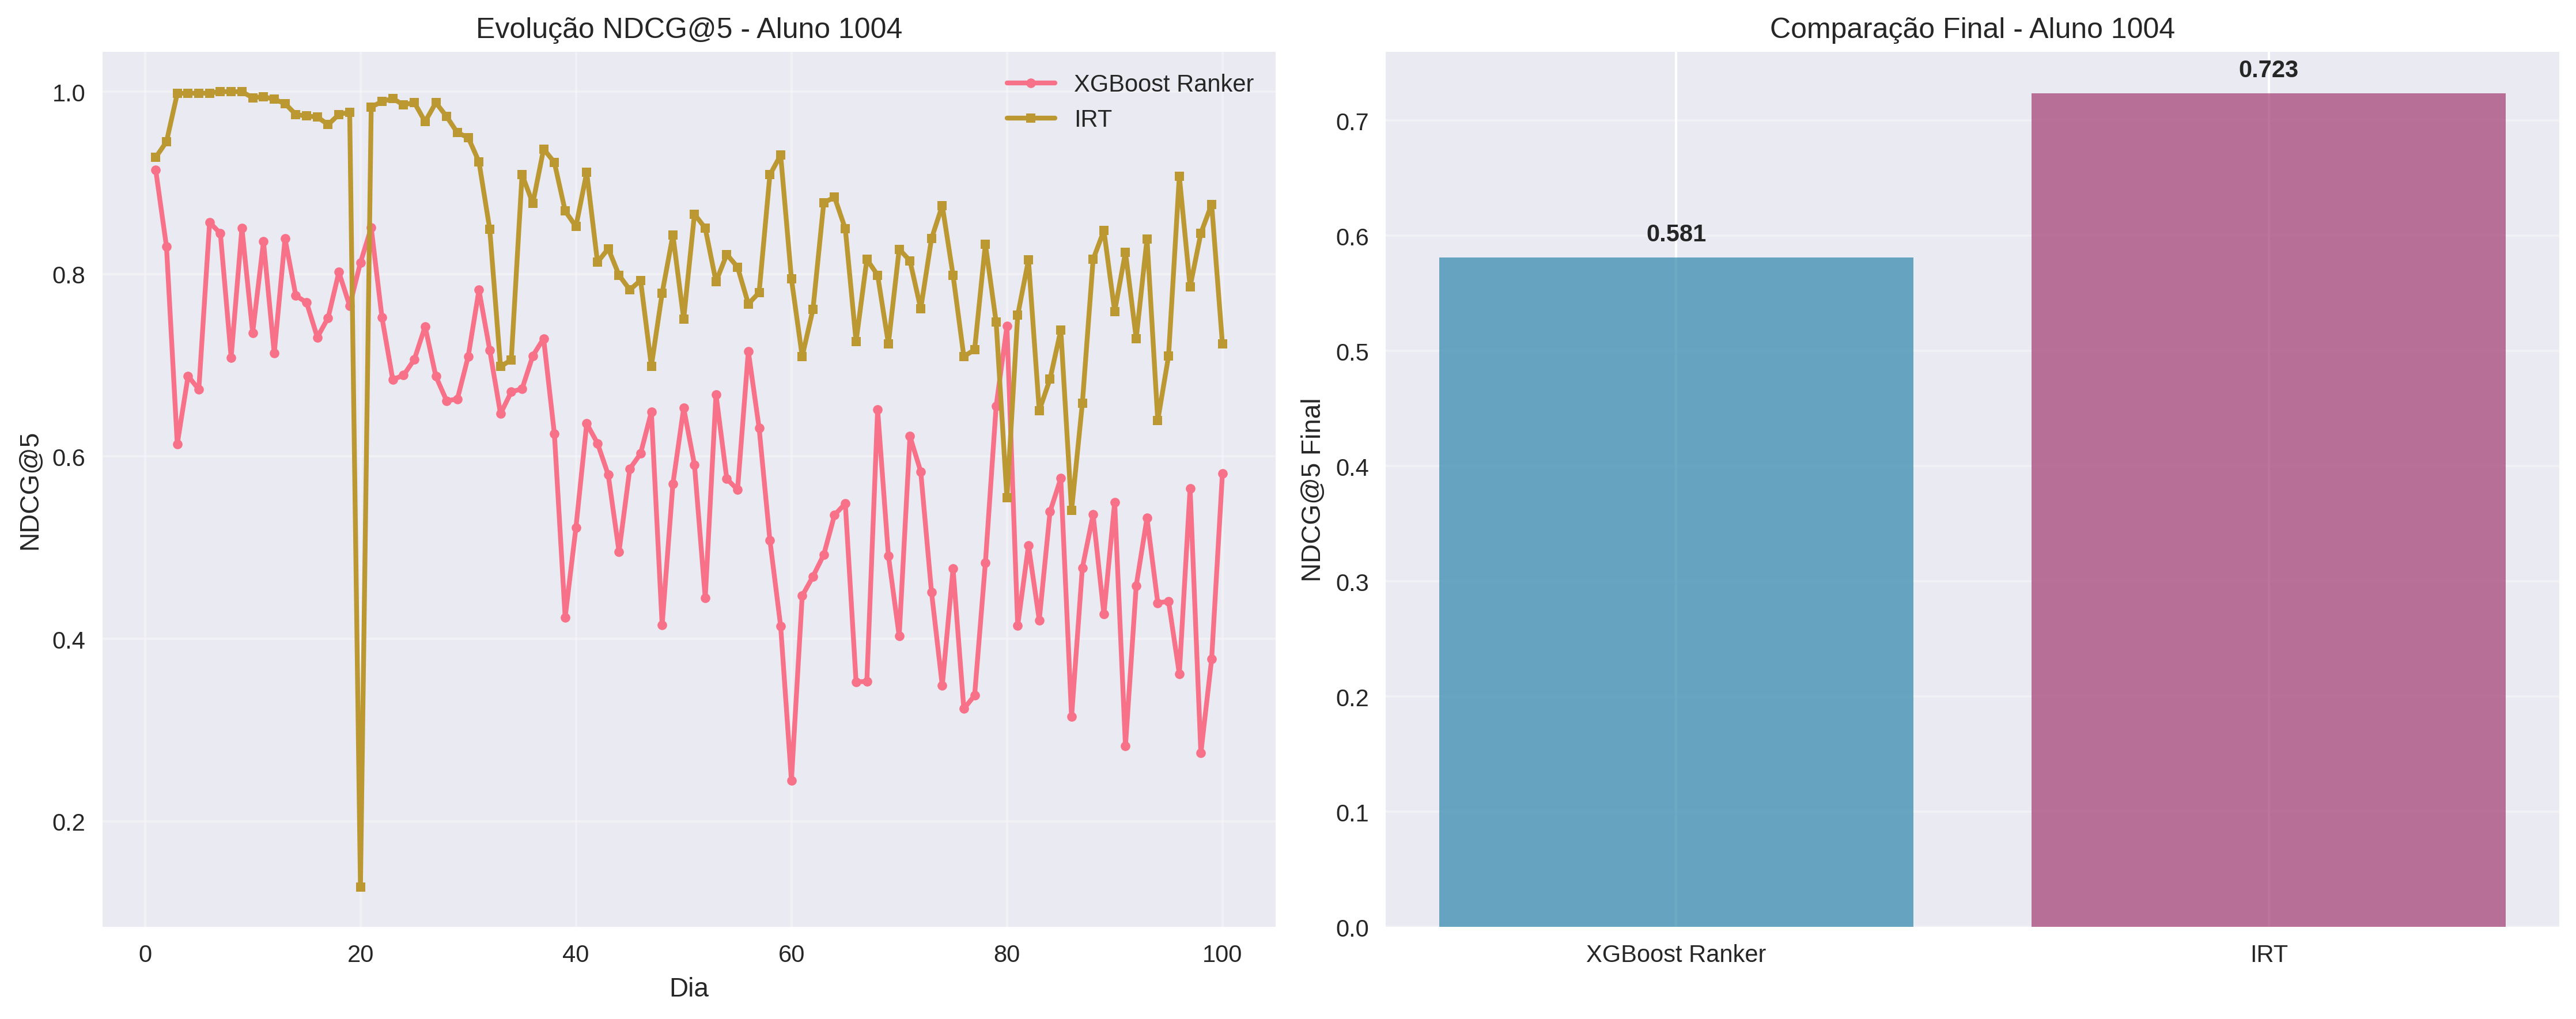 Evolução NDCG@5 - Aluno 1004
XGBoost Ranker
IRT
NDCG@5
1.0
0.8
0.6
0.4
0.2
0
20
40
60
80
100
Dia
Comparação Final - Aluno 1004
NDCG@5 Final
0.7
0.6
0.5
0.4
0.3
0.2
0.1
0.0
0.581
0.723
XGBoost Ranker
IRT